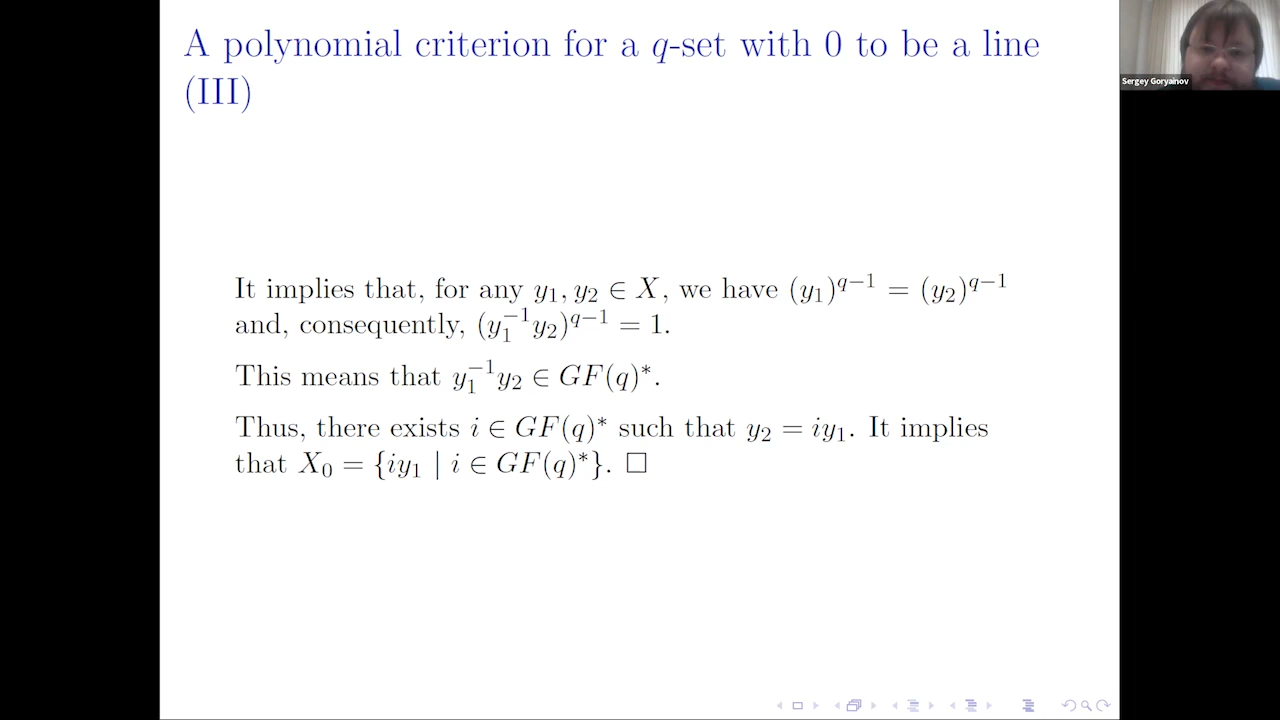 A polynomial criterion for a q-set with 0 to be a line
(III)
Sergey Goryainov
It implies that, for any y₁, y₂ ∈ X, we have (y₁)^{q−1} = (y₂)^{q−1}
and, consequently, (y₁^{−1}y₂)^{q−1} = 1.
This means that y₁^{−1}y₂ ∈ GF(q)*.
Thus, there exists i ∈ GF(q)* such that y₂ = iy₁. It implies
that X₀ = {iy₁ | i ∈ GF(q)*}. □